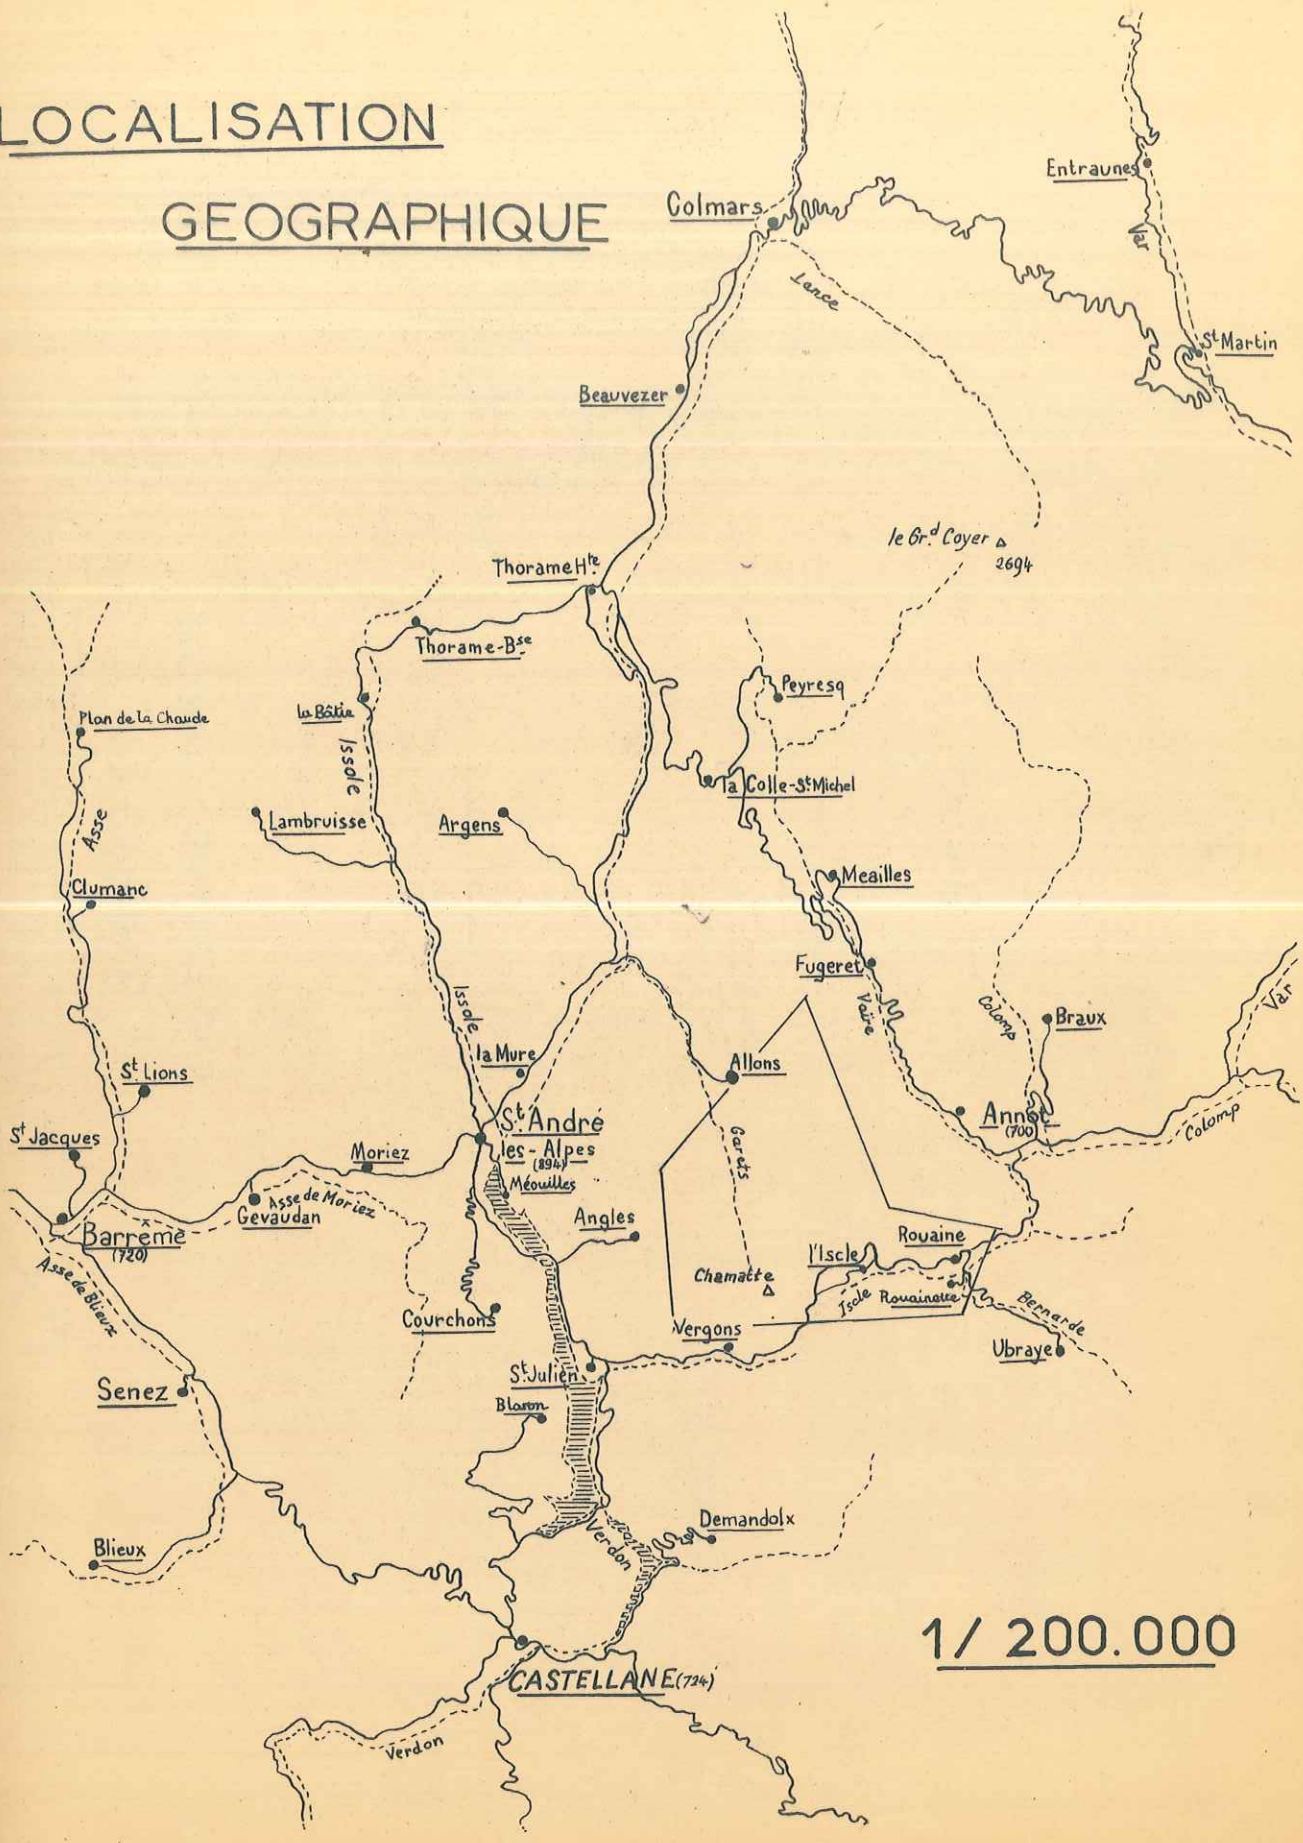 LOCALISATION
GEOGRAPHIQUE
Entraunes
Colmars
Var
Lance
St Martin
Beauvezer
le Gr.d Coyer
2694
Thorame Hte
Thorame-Bse
Peyresq
la Bâtie
Plan de la Chaude
Issole
la Colle-St Michel
Lambruisse
Argens
Asse
Meailles
Clumanc
Fugeret
Issole
Vaïre
Colomp
Braux
Var
la Mure
Allons
St. Lions
St. André
les-Alpes
(894)
Annot
(700)
Colomp
St Jacques
Moriez
Garets
Méouilles
Asse de Moriez
Gevaudan
Angles
Barrême
(720)
Rouaine
l'Iscle
Asse de Blieux
Chamatte
Iscle
Rouainette
Bernarde
Courchons
Vergons
Ubraye
St. Julien
Senez
Blaron
Verdon
Demandolx
Blieux
1/ 200.000
CASTELLANE (724)
Verdon